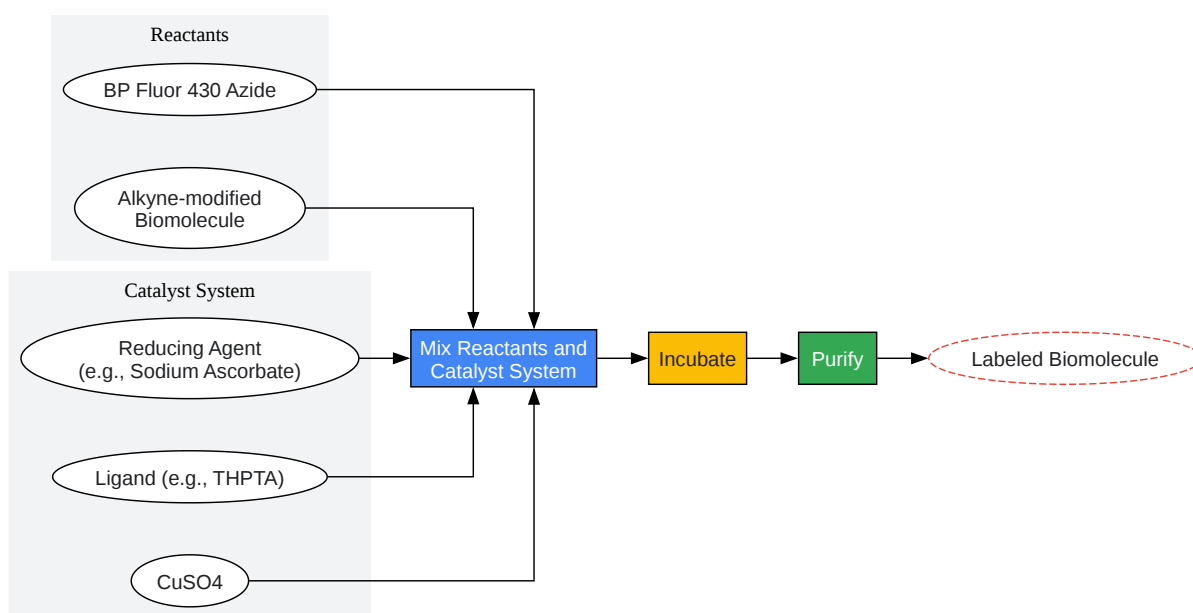 Reactants
BP Fluor 430 Azide
Alkyne-modified
Biomolecule
Catalyst System
Reducing Agent
(e.g., Sodium Ascorbate)
Ligand (e.g., THPTA)
CuSO4
Mix Reactants and
Catalyst System
Incubate
Purify
Labeled Biomolecule